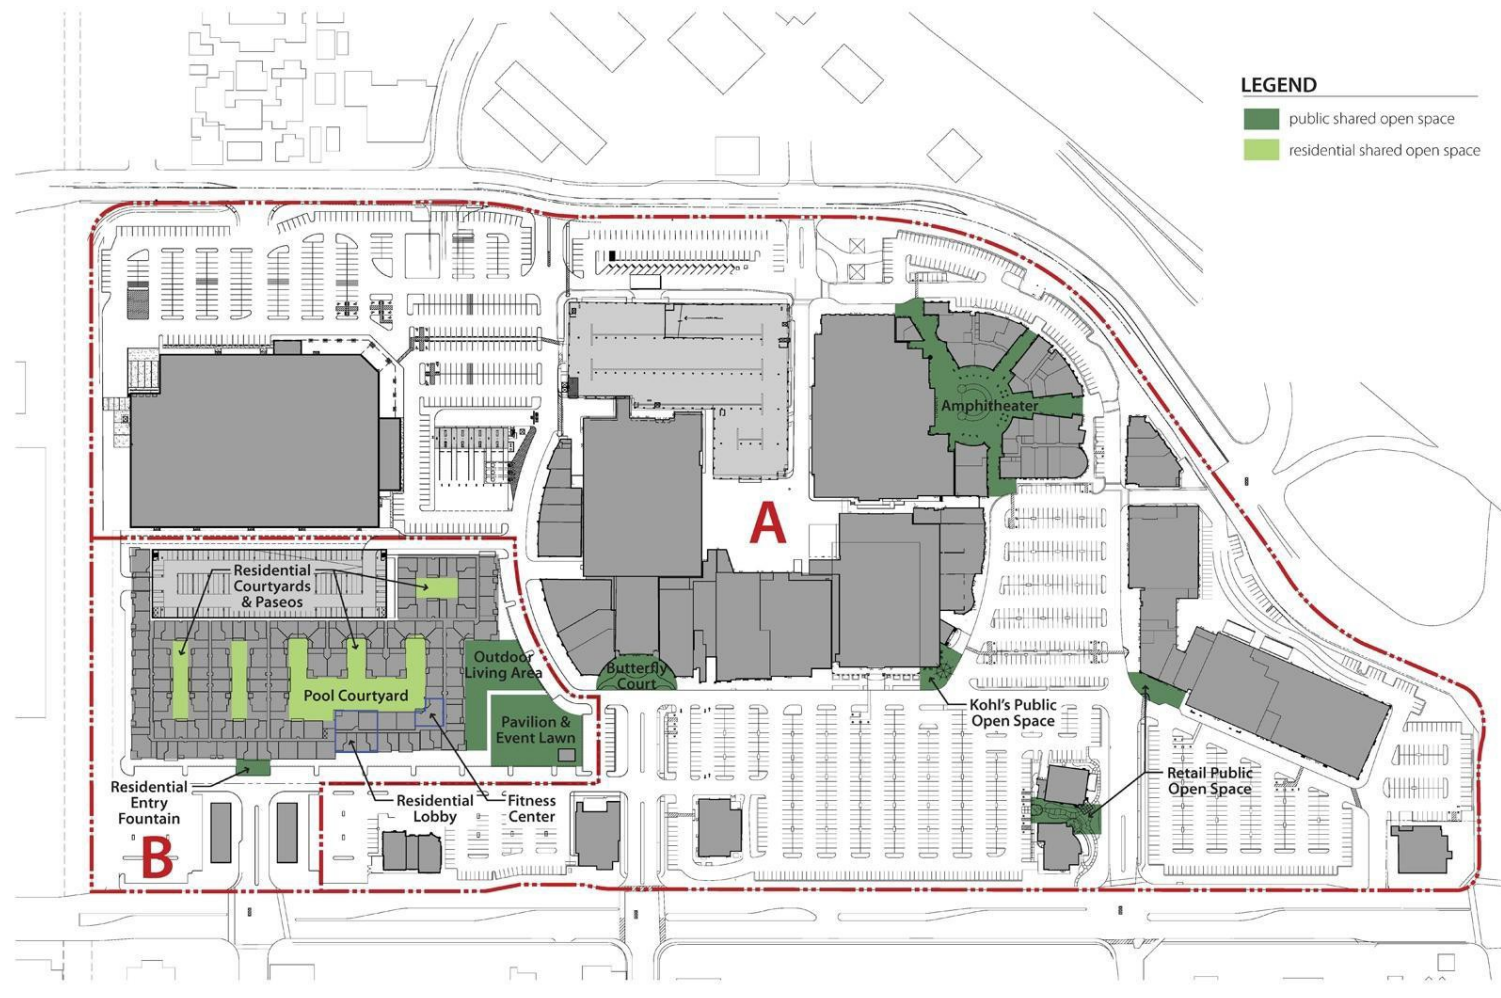 LEGEND
public shared open space
residential shared open space
Amphitheater
A
Residential
Courtyards
& Paseos
Outdoor
Living Area
Butterfly
Court
Pool Courtyard
Pavilion &
Event Lawn
Kohl's Public
Open Space
Retail Public
Open Space
Residential
Entry
Fountain
Residential
Lobby
Fitness
Center
B